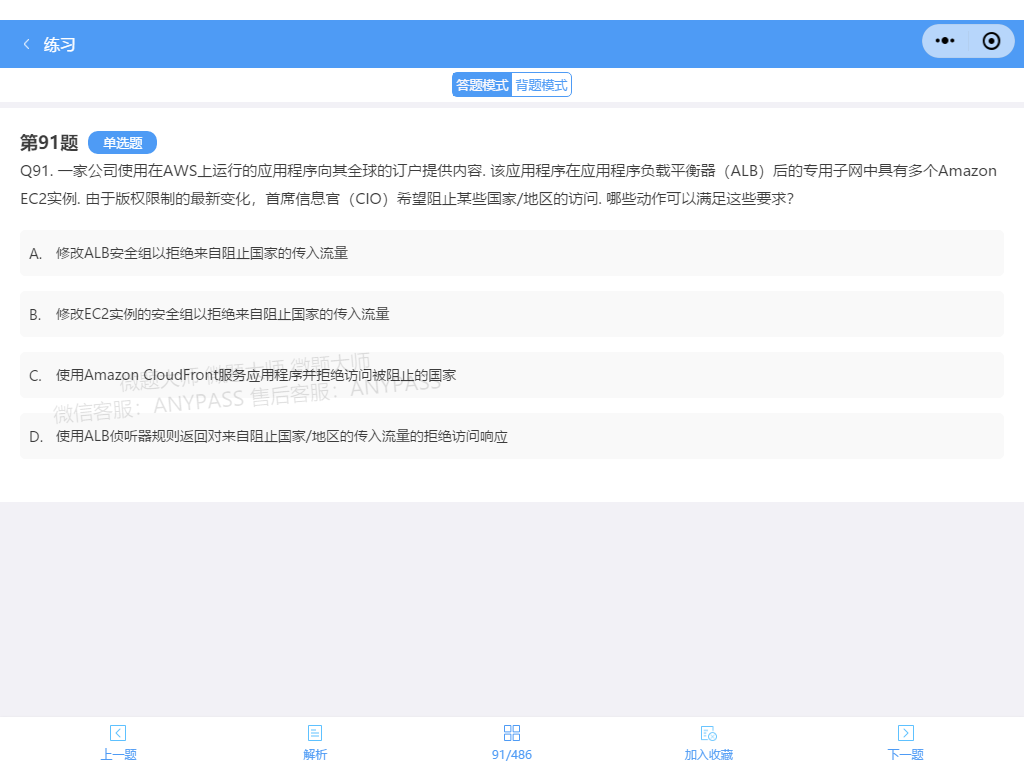 练习
答题模式 背题模式
第91题 单选题
Q91. 一家公司使用在AWS上运行的应用程序向其全球的订户提供内容. 该应用程序在应用程序负载平衡器（ALB）后的专用子网中具有多个Amazon
EC2实例. 由于版权限制的最新变化，首席信息官（CIO）希望阻止某些国家/地区的访问. 哪些动作可以满足这些要求？
A. 修改ALB安全组以拒绝来自阻止国家的传入流量
B. 修改EC2实例的安全组以拒绝来自阻止国家的传入流量
微题大师 微题大师 微题大师
C. 使用Amazon CloudFront服务应用程序并拒绝访问被阻止的国家
微信客服：ANYPASS 售后客服：ANYPASS
D. 使用ALB侦听器规则返回对来自阻止国家/地区的传入流量的拒绝访问响应
上一题 解析 91/486 加入收藏 下一题